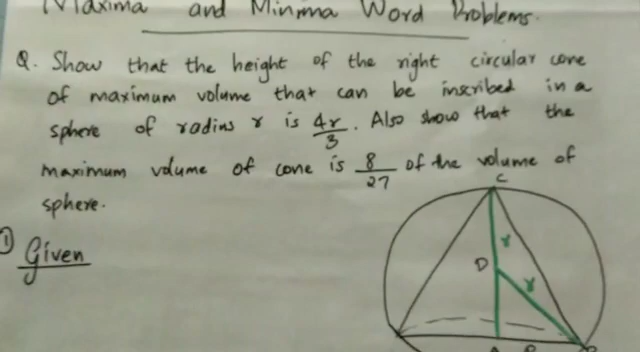 Maxima and Minima Word Problems.
Q. Show that the height of the right circular cone
of maximum volume that can be inscribed in a
sphere of radius r is 4r/3. Also show that the
maximum volume of cone is 8/27 of the volume of
sphere.
C
r
D
r
① Given